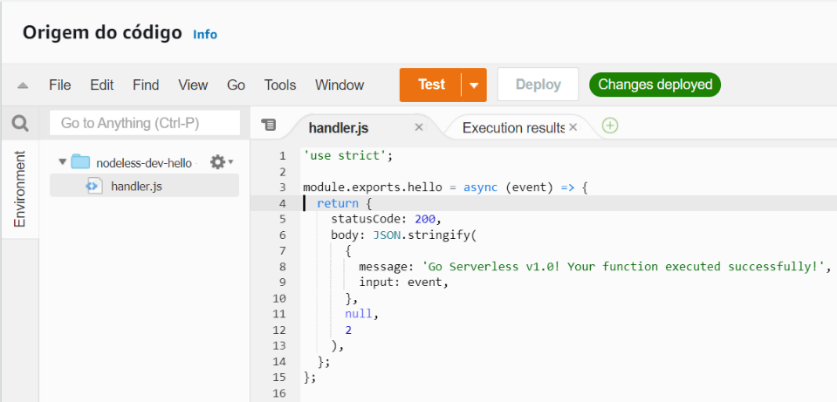 Origem do código Info
File Edit Find View Go Tools Window Test Deploy Changes deployed
Go to Anything (Ctrl-P)
handler.js × Execution results ×
Environment
nodeless-dev-hello
handler.js
1 'use strict';
2
3 module.exports.hello = async (event) => {
4 return {
5 statusCode: 200,
6 body: JSON.stringify(
7 {
8 message: 'Go Serverless v1.0! Your function executed successfully!',
9 input: event,
10 },
11 null,
12 2
13 ),
14 };
15 };
16